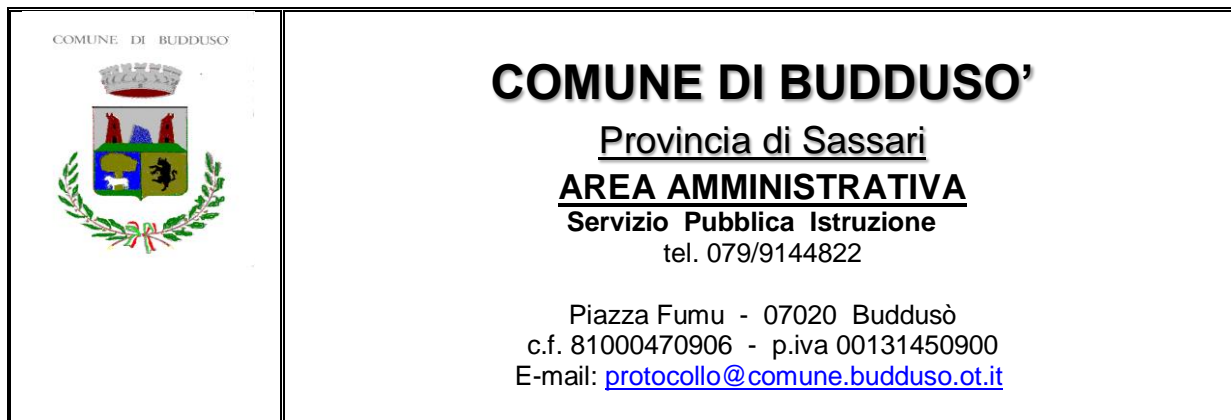 COMUNE DI BUDDUSO'
COMUNE DI BUDDUSO’
Provincia di Sassari
AREA AMMINISTRATIVA
Servizio Pubblica Istruzione
tel. 079/9144822
Piazza Fumu - 07020 Buddusò
c.f. 81000470906 - p.iva 00131450900
E-mail: protocollo@comune.budduso.ot.it